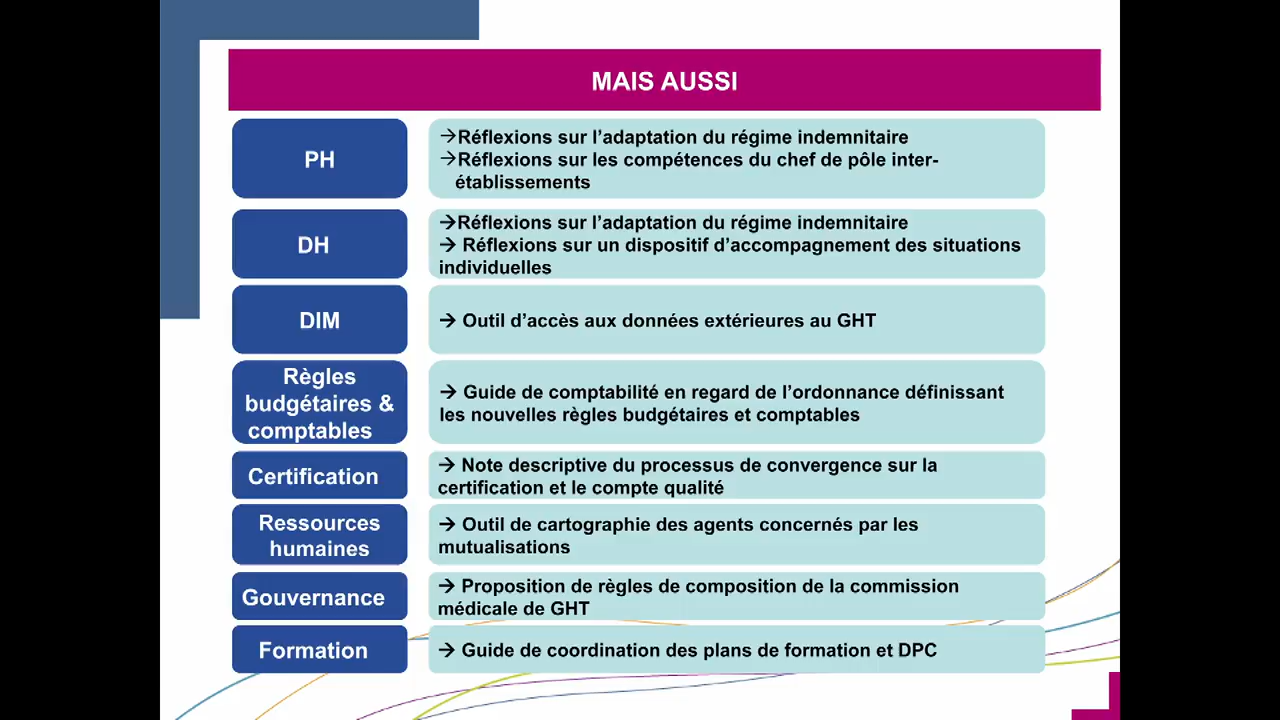 MAIS AUSSI
PH
→Réflexions sur l’adaptation du régime indemnitaire
→Réflexions sur les compétences du chef de pôle inter-
établissements
DH
→Réflexions sur l’adaptation du régime indemnitaire
→ Réflexions sur un dispositif d’accompagnement des situations
individuelles
DIM
→ Outil d’accès aux données extérieures au GHT
Règles
budgétaires &
comptables
→ Guide de comptabilité en regard de l’ordonnance définissant
les nouvelles règles budgétaires et comptables
Certification
→ Note descriptive du processus de convergence sur la
certification et le compte qualité
Ressources
humaines
→ Outil de cartographie des agents concernés par les
mutualisations
Gouvernance
→ Proposition de règles de composition de la commission
médicale de GHT
Formation
→ Guide de coordination des plans de formation et DPC